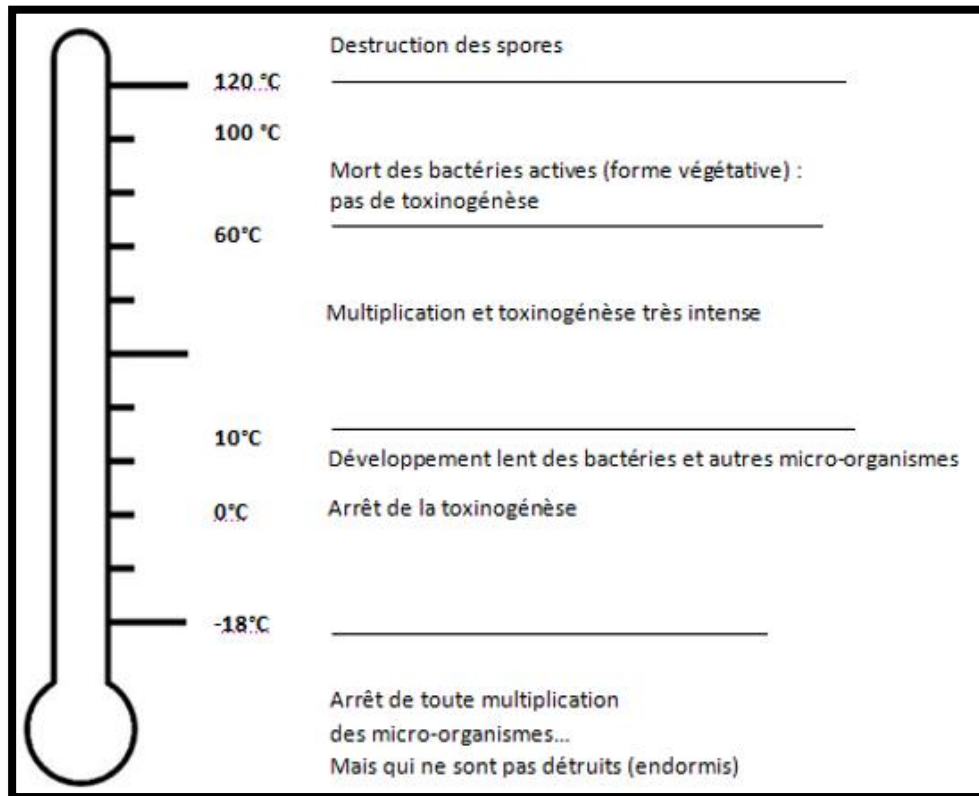 Destruction des spores
120 °C
100 °C
Mort des bactéries actives (forme végétative) :
pas de toxinogénèse
60°C
Multiplication et toxinogénèse très intense
10°C
Développement lent des bactéries et autres micro-organismes
0°C
Arrêt de la toxinogénèse
-18°C
Arrêt de toute multiplication
des micro-organismes...
Mais qui ne sont pas détruits (endormis)